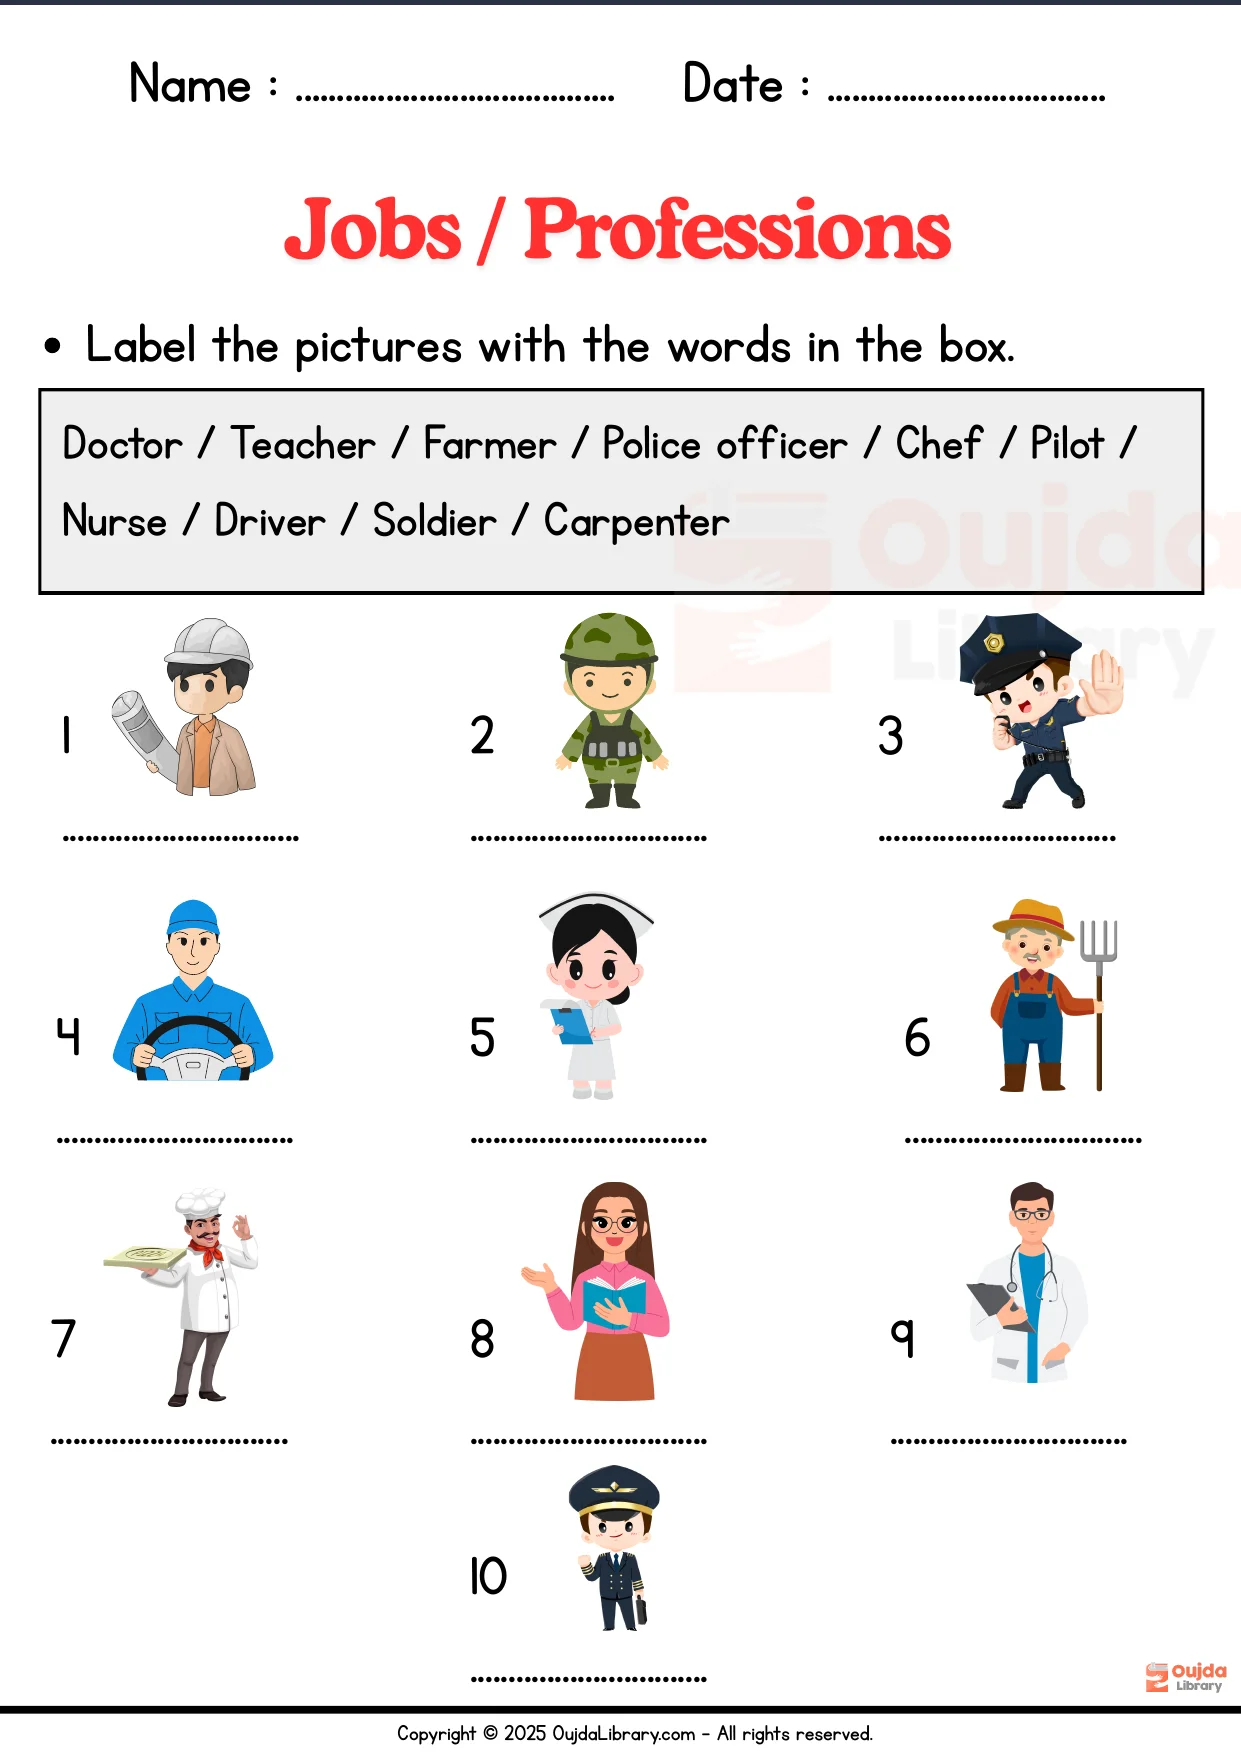 Name : ........................................ Date : ...................................
Jobs / Professions
• Label the pictures with the words in the box.
Doctor / Teacher / Farmer / Police officer / Chef / Pilot /
Nurse / Driver / Soldier / Carpenter
Oujda
Library
1 2 3
.............................. .............................. ..............................
4 5 6
.............................. .............................. ..............................
7 8 9
.............................. .............................. ..............................
10
..............................
Oujda
Library
Copyright © 2025 OujdaLibrary.com - All rights reserved.